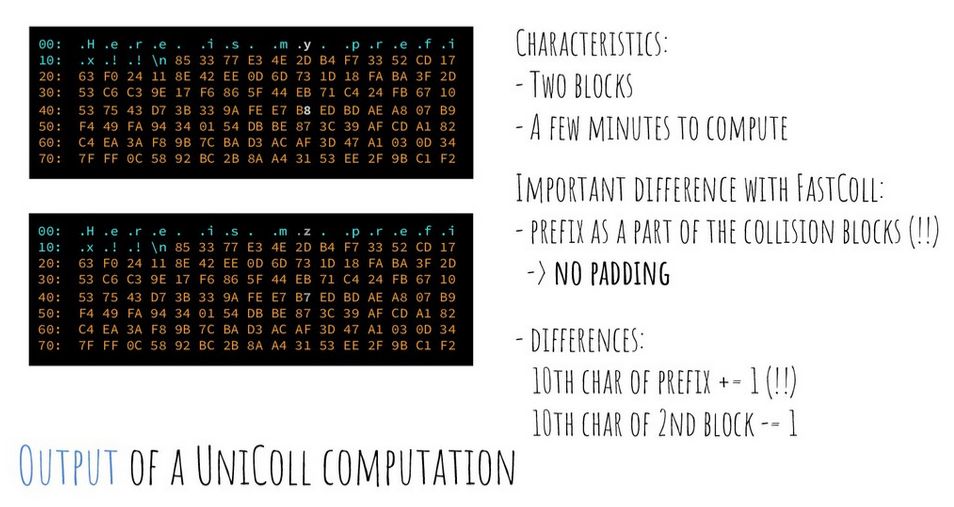 00: .H .e .r .e . .i .s . .m .y . .p .r .e .f .i
10: .x .! .! \n 85 33 77 E3 4E 2D B4 F7 33 52 CD 17
20: 63 F0 24 11 8E 42 EE 0D 6D 73 1D 18 FA BA 3F 2D
30: 53 C6 C3 9E 17 F6 86 5F 44 EB 71 C4 24 FB 67 10
40: 53 75 43 D7 3B 33 9A FE E7 B8 ED BD AE A8 07 B9
50: F4 49 FA 94 34 01 54 DB BE 87 3C 39 AF CD A1 82
60: C4 EA 3A F8 9B 7C BA D3 AC AF 3D 47 A1 03 0D 34
70: 7F FF 0C 58 92 BC 2B 8A A4 31 53 EE 2F 9B C1 F2
00: .H .e .r .e . .i .s . .m .z . .p .r .e .f .i
10: .x .! .! \n 85 33 77 E3 4E 2D B4 F7 33 52 CD 17
20: 63 F0 24 11 8E 42 EE 0D 6D 73 1D 18 FA BA 3F 2D
30: 53 C6 C3 9E 17 F6 86 5F 44 EB 71 C4 24 FB 67 10
40: 53 75 43 D7 3B 33 9A FE E7 B7 ED BD AE A8 07 B9
50: F4 49 FA 94 34 01 54 DB BE 87 3C 39 AF CD A1 82
60: C4 EA 3A F8 9B 7C BA D3 AC AF 3D 47 A1 03 0D 34
70: 7F FF 0C 58 92 BC 2B 8A A4 31 53 EE 2F 9B C1 F2
Characteristics:
- Two blocks
- A few minutes to compute
Important difference with FastColl:
- prefix as a part of the collision blocks (!!)
-> no padding
- differences:
10th char of prefix += 1 (!!)
10th char of 2nd block -= 1
Output of a UniColl computation